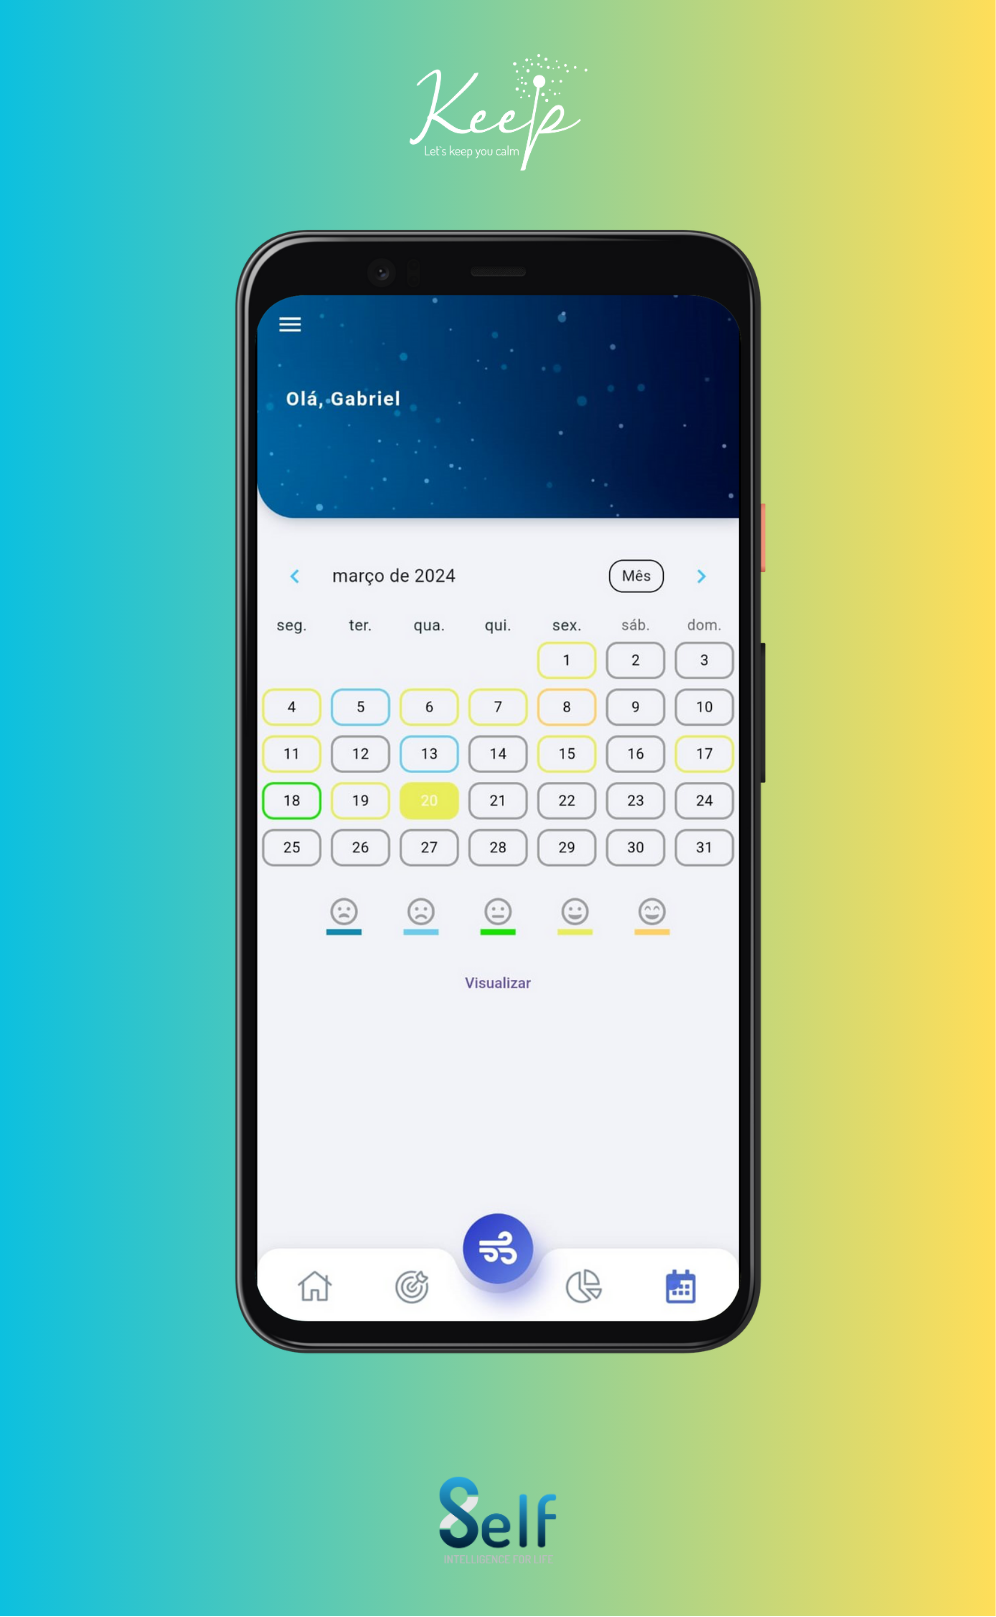 Keep
Let's keep you calm
Olá, Gabriel
março de 2024 Mês
seg. ter. qua. qui. sex. sáb. dom.
1 2 3
4 5 6 7 8 9 10
11 12 13 14 15 16 17
18 19 20 21 22 23 24
25 26 27 28 29 30 31
Visualizar
Self
INTELLIGENCE FOR LIFE